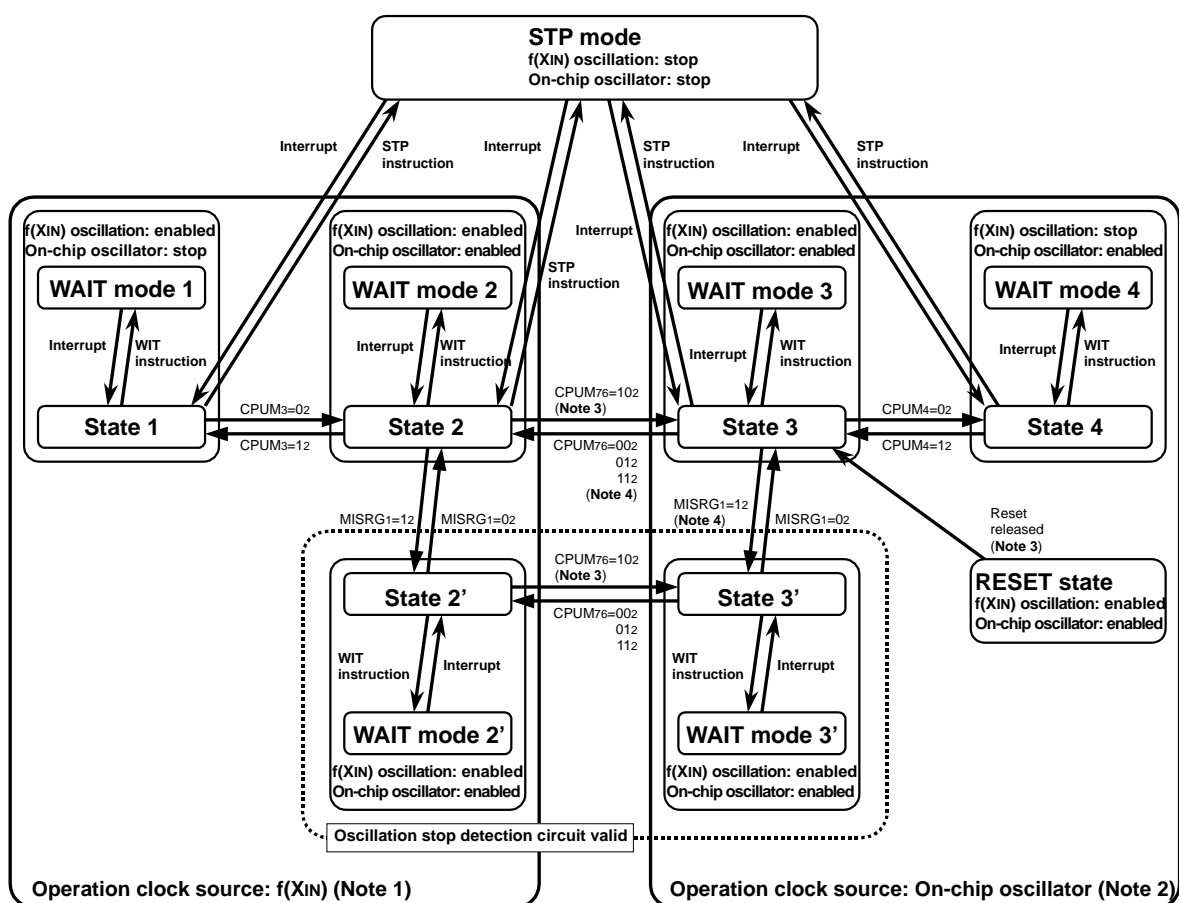 STP mode
f(XIN) oscillation: stop
On-chip oscillator: stop
Interrupt
STP
instruction
Interrupt
STP
instruction
Interrupt
STP
instruction
Interrupt
STP
instruction
f(XIN) oscillation: enabled
On-chip oscillator: stop
WAIT mode 1
Interrupt
WIT
instruction
State 1
CPUM3=02
CPUM3=12
f(XIN) oscillation: enabled
On-chip oscillator: enabled
WAIT mode 2
Interrupt
WIT
instruction
State 2
CPUM76=102
(Note 3)
CPUM76=002
012
112
(Note 4)
f(XIN) oscillation: enabled
On-chip oscillator: enabled
WAIT mode 3
Interrupt
WIT
instruction
State 3
CPUM4=02
CPUM4=12
f(XIN) oscillation: stop
On-chip oscillator: enabled
WAIT mode 4
Interrupt
WIT
instruction
State 4
MISRG1=12
MISRG1=02
MISRG1=12
(Note 4)
MISRG1=02
Reset
released
(Note 3)
RESET state
f(XIN) oscillation: enabled
On-chip oscillator: enabled
State 2’
CPUM76=102
(Note 3)
CPUM76=002
012
112
State 3’
WIT
instruction
Interrupt
WAIT mode 2’
f(XIN) oscillation: enabled
On-chip oscillator: enabled
WIT
instruction
Interrupt
WAIT mode 3’
f(XIN) oscillation: enabled
On-chip oscillator: enabled
Oscillation stop detection circuit valid
Operation clock source: f(XIN) (Note 1)
Operation clock source: On-chip oscillator (Note 2)